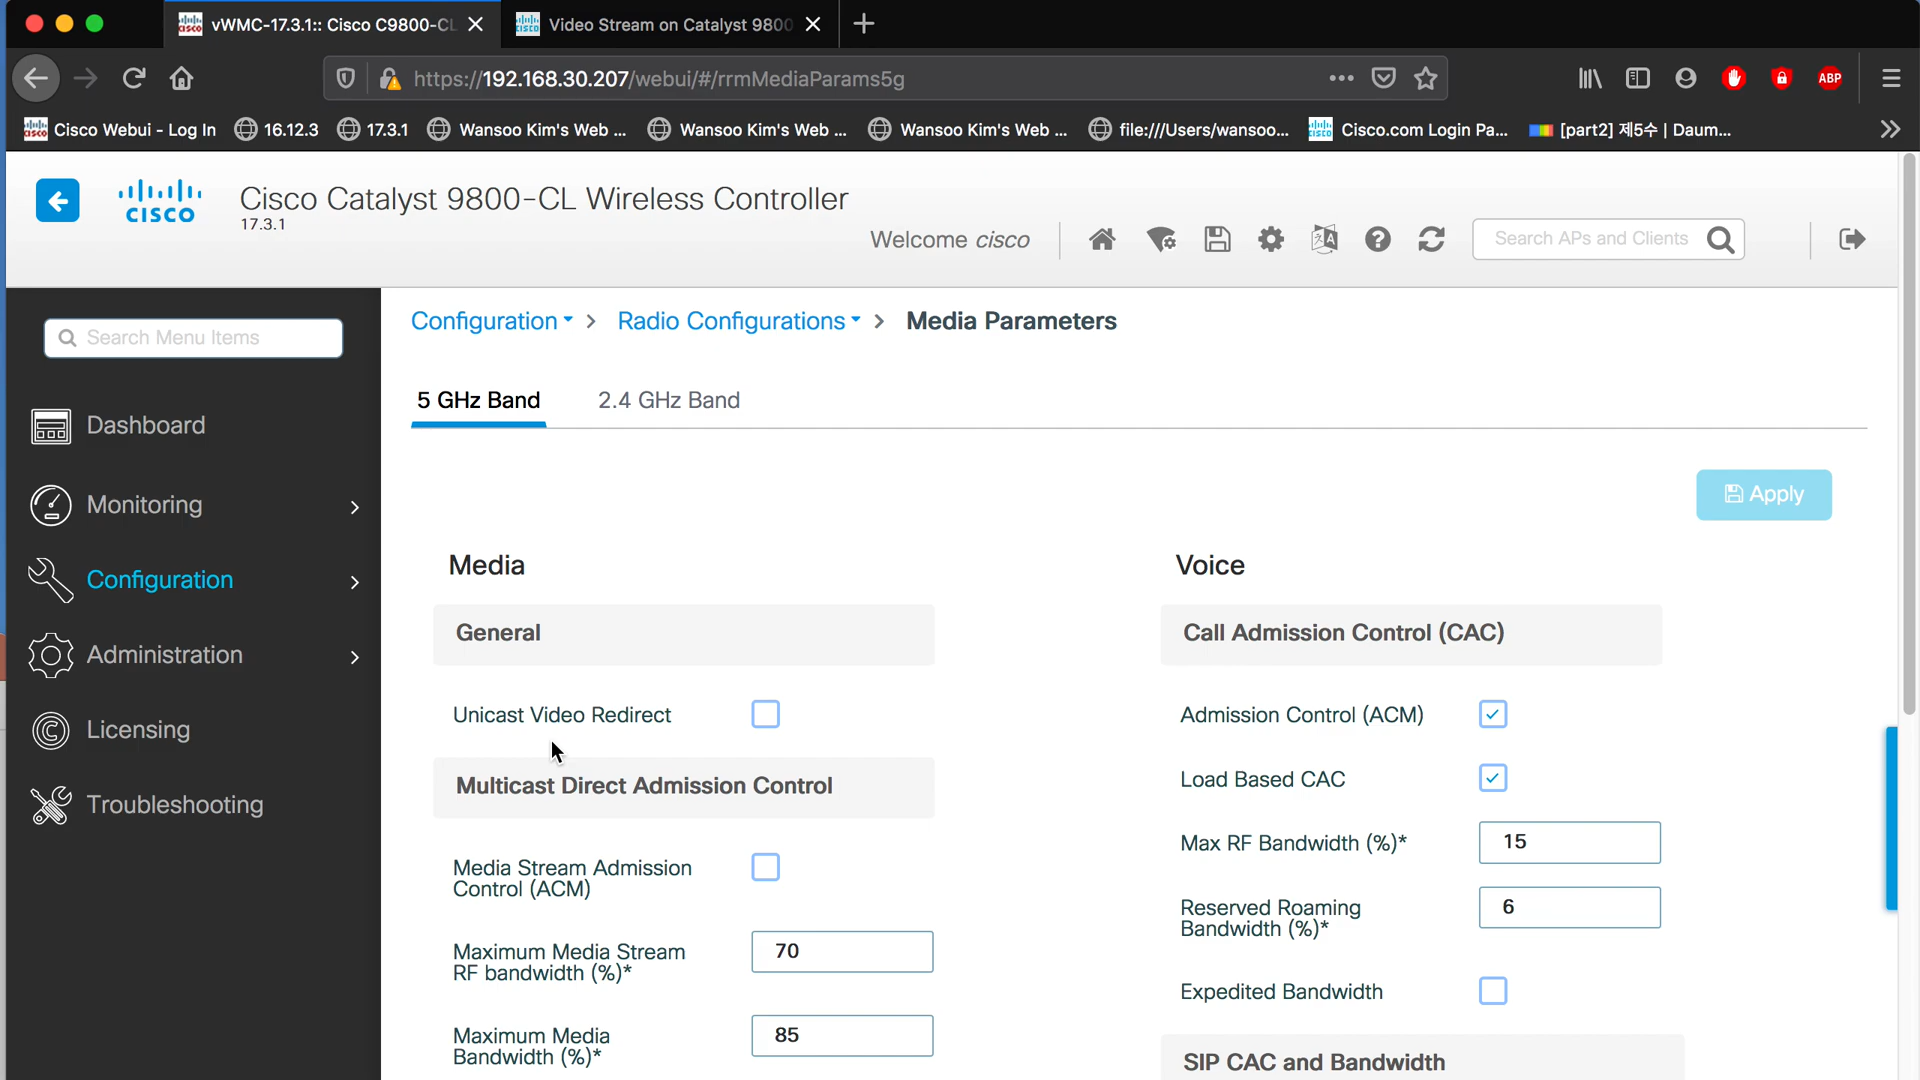 vWMC-17.3.1:: Cisco C9800-CL
Video Stream on Catalyst 9800
https://192.168.30.207/webui/#/rrmMediaParams5g
ABP
Cisco Webui - Log In
16.12.3
17.3.1
Wansoo Kim's Web ...
Wansoo Kim's Web ...
Wansoo Kim's Web ...
file:///Users/wansoo...
Cisco.com Login Pa...
[part2] 제5수 | Daum...
CISCO
Cisco Catalyst 9800-CL Wireless Controller
17.3.1
Welcome cisco
Search APs and Clients
Search Menu Items
Dashboard
Monitoring
Configuration
Administration
Licensing
Troubleshooting
Configuration > Radio Configurations > Media Parameters
5 GHz Band
2.4 GHz Band
Apply
Media
General
Unicast Video Redirect
Multicast Direct Admission Control
Media Stream Admission
Control (ACM)
Maximum Media Stream
RF bandwidth (%)*
70
Maximum Media
Bandwidth (%)*
85
Voice
Call Admission Control (CAC)
Admission Control (ACM)
Load Based CAC
Max RF Bandwidth (%)*
15
Reserved Roaming
Bandwidth (%)*
6
Expedited Bandwidth
SIP CAC and Bandwidth